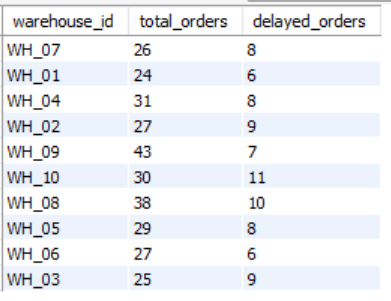 warehouse_id total_orders delayed_orders
WH_07 26 8
WH_01 24 6
WH_04 31 8
WH_02 27 9
WH_09 43 7
WH_10 30 11
WH_08 38 10
WH_05 29 8
WH_06 27 6
WH_03 25 9